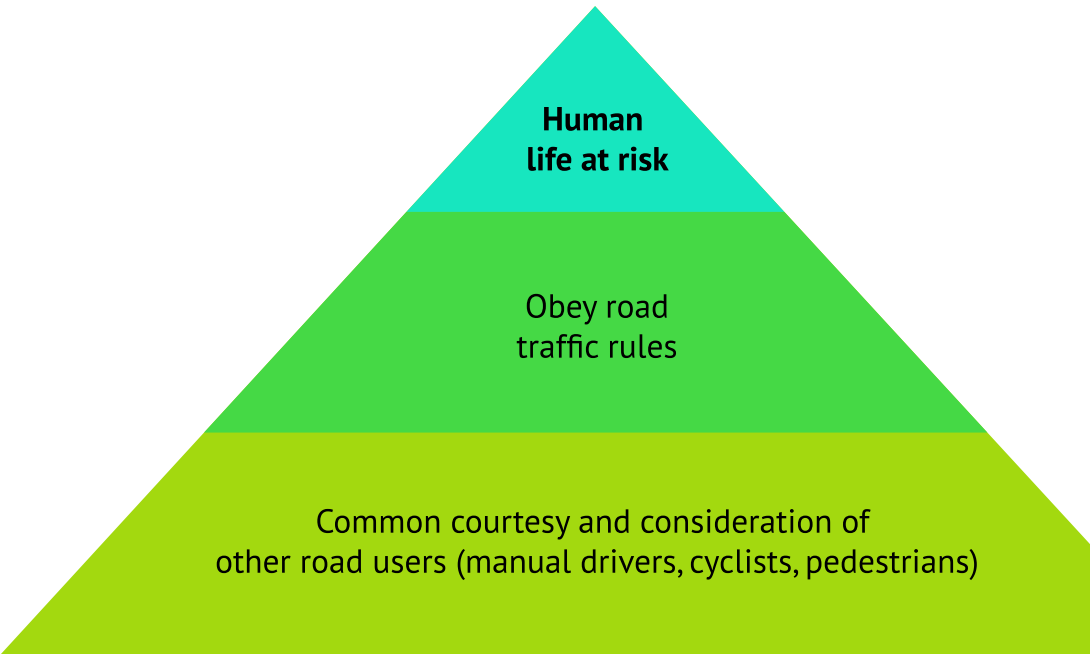 Human
life at risk
Obey road
traffic rules
Common courtesy and consideration of
other road users (manual drivers, cyclists, pedestrians)